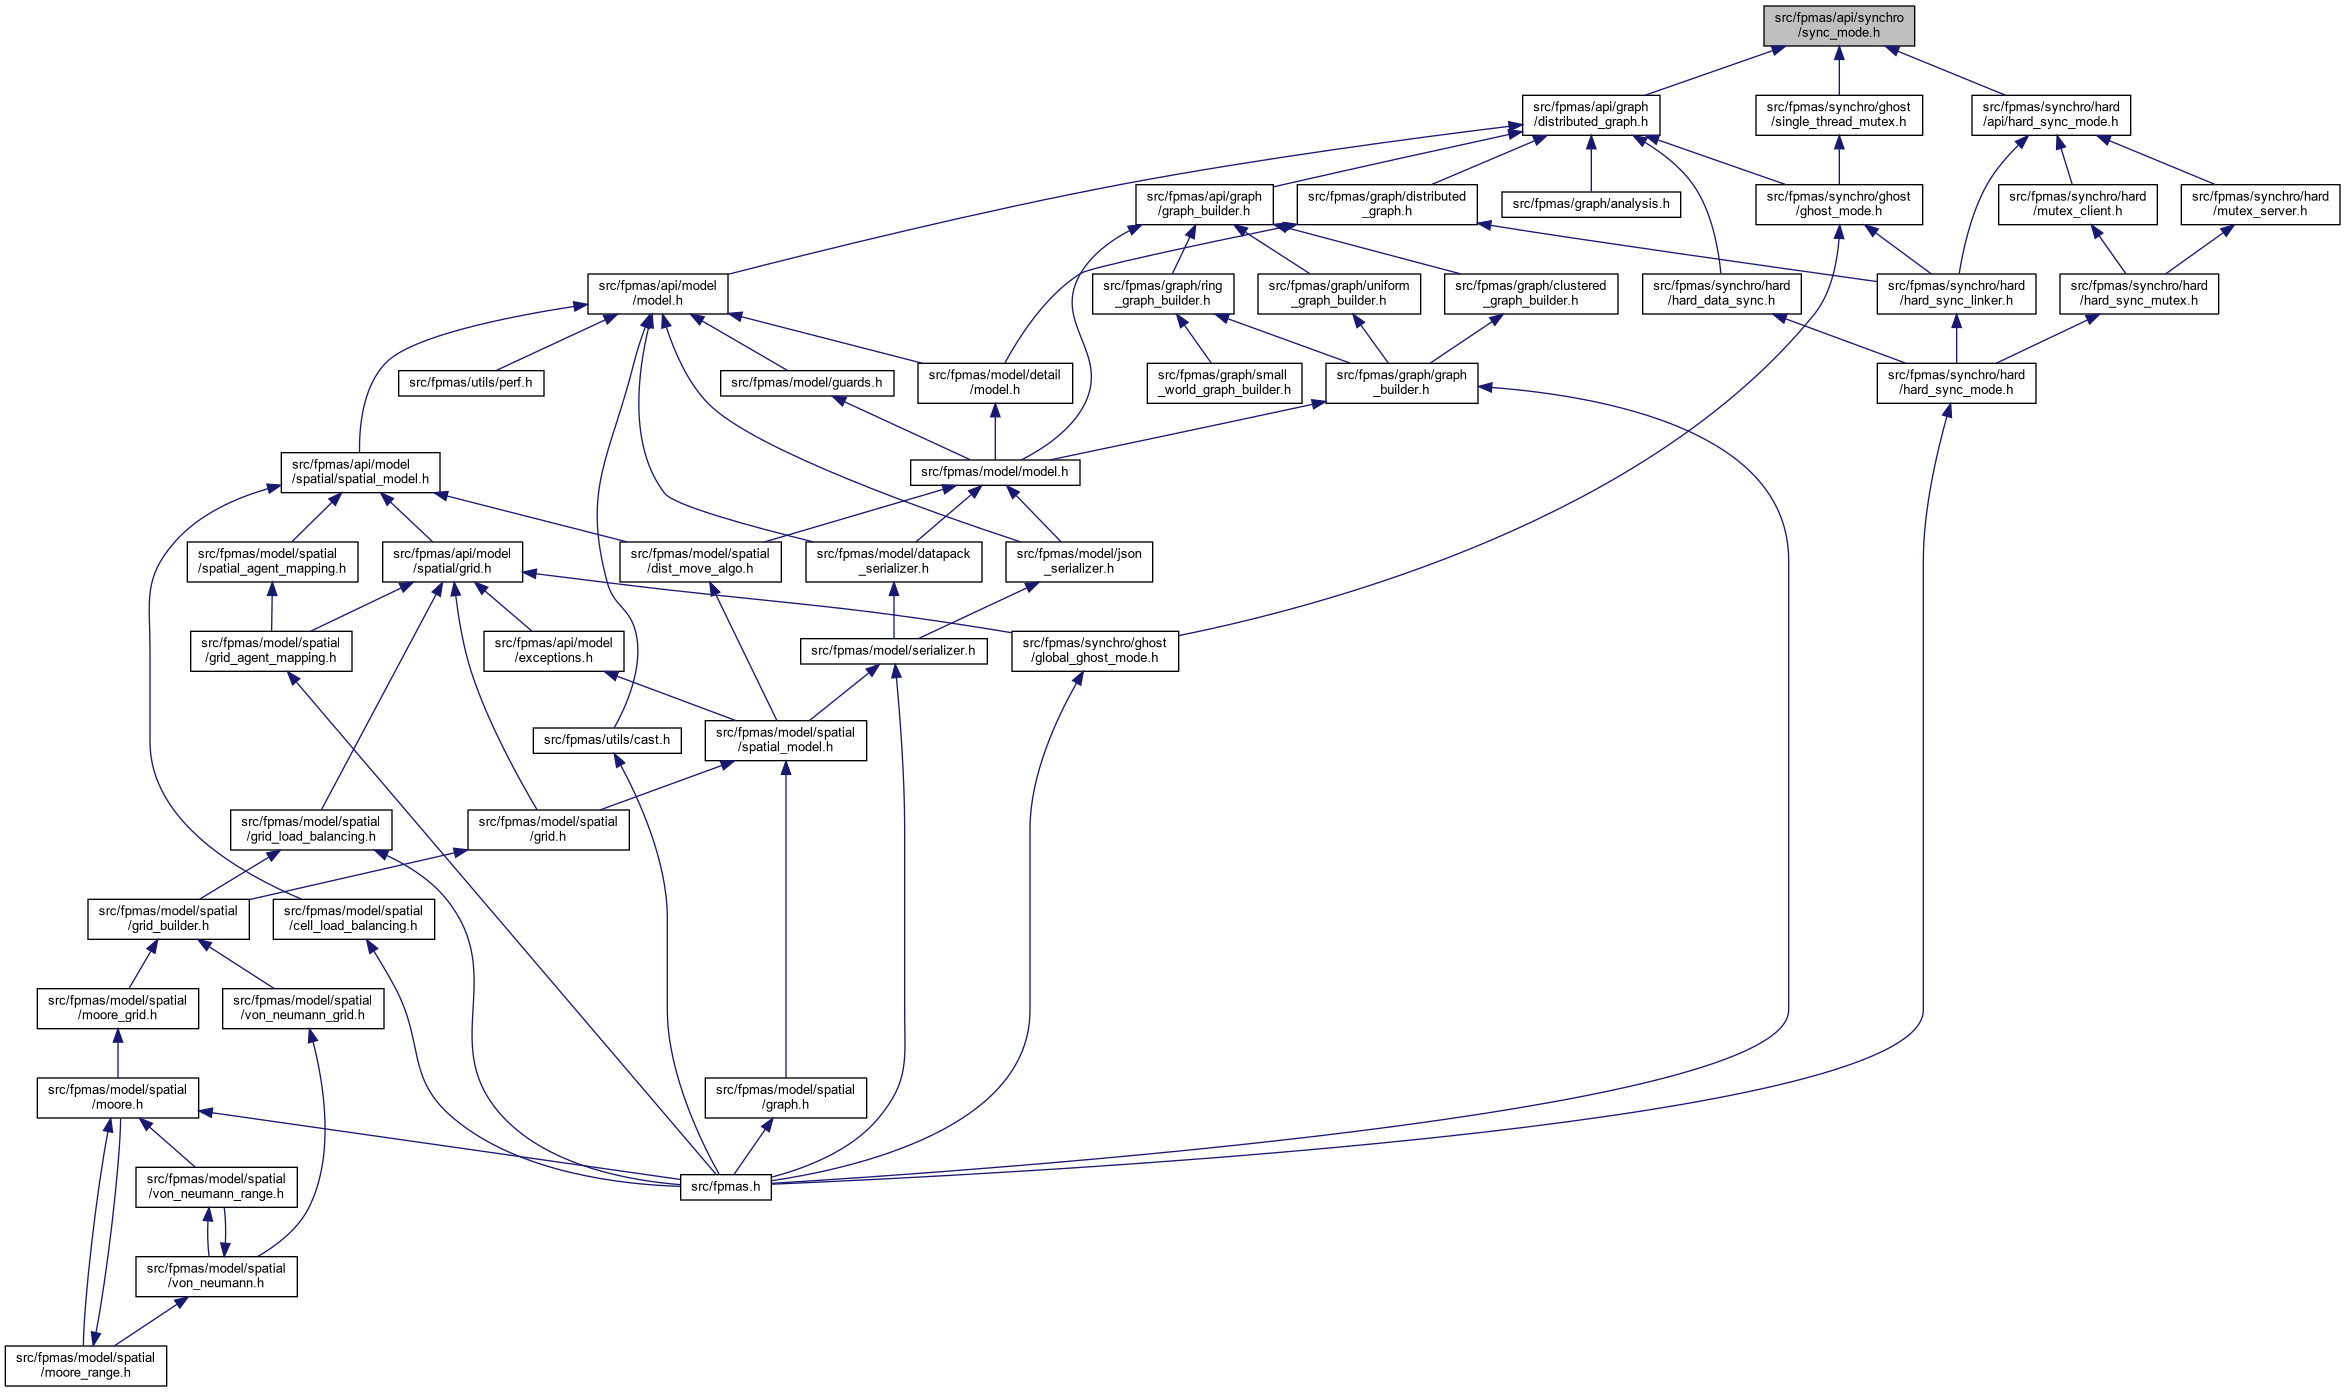 src/fpmas/api/synchro
/sync_mode.h
src/fpmas/api/graph
/distributed_graph.h
src/fpmas/synchro/ghost
/single_thread_mutex.h
src/fpmas/synchro/hard
/api/hard_sync_mode.h
src/fpmas/api/graph
/graph_builder.h
src/fpmas/graph/distributed
_graph.h
src/fpmas/graph/analysis.h
src/fpmas/synchro/ghost
/ghost_mode.h
src/fpmas/synchro/hard
/mutex_client.h
src/fpmas/synchro/hard
/mutex_server.h
src/fpmas/api/model
/model.h
src/fpmas/graph/ring
_graph_builder.h
src/fpmas/graph/uniform
_graph_builder.h
src/fpmas/graph/clustered
_graph_builder.h
src/fpmas/synchro/hard
/hard_data_sync.h
src/fpmas/synchro/hard
/hard_sync_linker.h
src/fpmas/synchro/hard
/hard_sync_mutex.h
src/fpmas/utils/perf.h
src/fpmas/model/guards.h
src/fpmas/model/detail
/model.h
src/fpmas/graph/small
_world_graph_builder.h
src/fpmas/graph/graph
_builder.h
src/fpmas/synchro/hard
/hard_sync_mode.h
src/fpmas/api/model
/spatial/spatial_model.h
src/fpmas/model/model.h
src/fpmas/model/spatial
/spatial_agent_mapping.h
src/fpmas/api/model
/spatial/grid.h
src/fpmas/model/spatial
/dist_move_algo.h
src/fpmas/model/datapack
_serializer.h
src/fpmas/model/json
_serializer.h
src/fpmas/model/spatial
/grid_agent_mapping.h
src/fpmas/api/model
/exceptions.h
src/fpmas/model/serializer.h
src/fpmas/synchro/ghost
/global_ghost_mode.h
src/fpmas/utils/cast.h
src/fpmas/model/spatial
/spatial_model.h
src/fpmas/model/spatial
/grid_load_balancing.h
src/fpmas/model/spatial
/grid.h
src/fpmas/model/spatial
/grid_builder.h
src/fpmas/model/spatial
/cell_load_balancing.h
src/fpmas/model/spatial
/moore_grid.h
src/fpmas/model/spatial
/von_neumann_grid.h
src/fpmas/model/spatial
/moore.h
src/fpmas/model/spatial
/graph.h
src/fpmas/model/spatial
/von_neumann_range.h
src/fpmas.h
src/fpmas/model/spatial
/von_neumann.h
src/fpmas/model/spatial
/moore_range.h